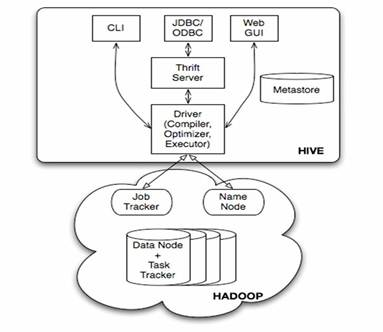 CLI
JDBC/
ODBC
Web
GUI
Thrift
Server
Metastore
Driver
(Compiler,
Optimizer,
Executor)
HIVE
Job
Tracker
Name
Node
Data Node
+
Task
Tracker
HADOOP